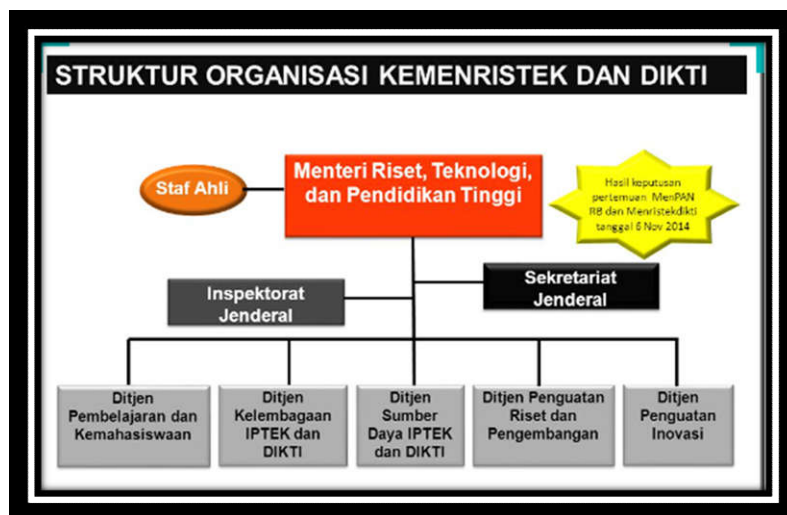 STRUKTUR ORGANISASI KEMENRISTEK DAN DIKTI
Staf Ahli
Menteri Riset, Teknologi,
dan Pendidikan Tinggi
Hasil keputusan
pertemuan MenPAN
RB dan Menristekdikti
tanggal 6 Nov 2014
Inspektorat
Jenderal
Sekretariat
Jenderal
Ditjen
Pembelajaran dan
Kemahasiswaan
Ditjen
Kelembagaan
IPTEK dan
DIKTI
Ditjen
Sumber
Daya IPTEK
dan DIKTI
Ditjen Penguatan
Riset dan
Pengembangan
Ditjen
Penguatan
Inovasi